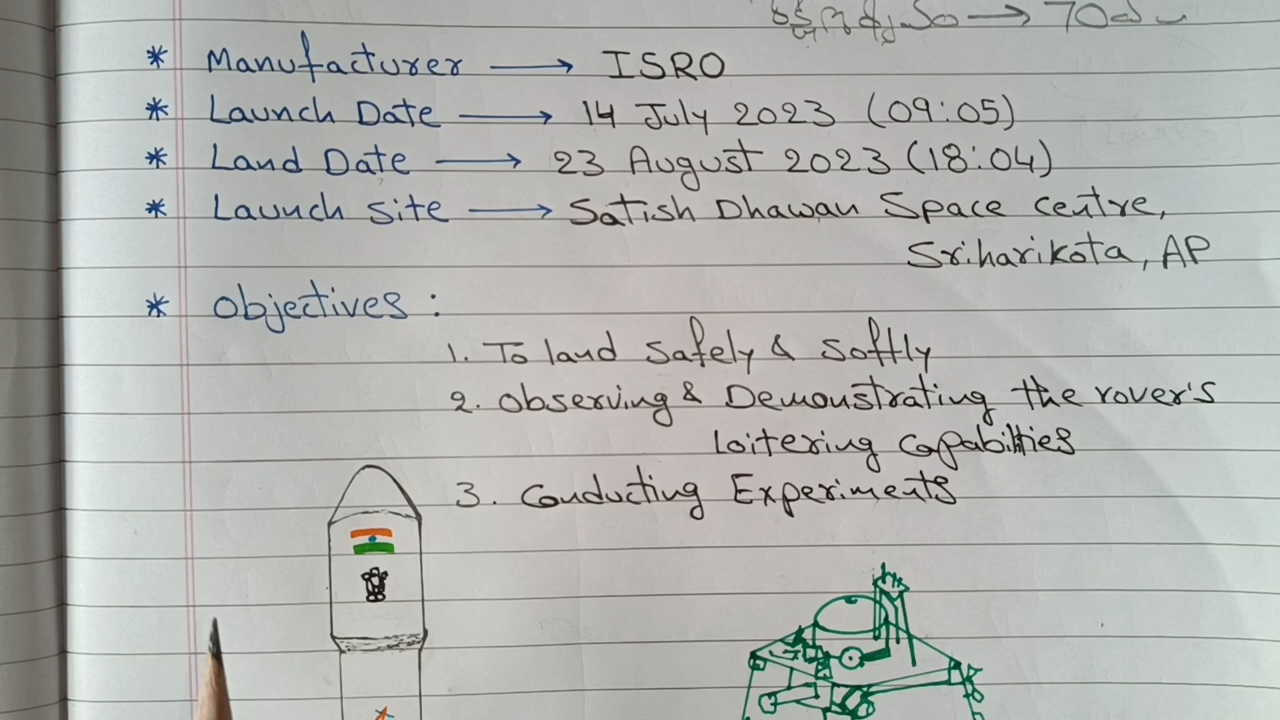 → 70
* Manufacturer → ISRO
* Launch Date → 14 July 2023 (09:05)
* Land Date → 23 August 2023 (18:04)
* Launch site → Satish Dhawan Space centre,
Sriharikota, AP
* Objectives :
1. To land safely & softly
2. Observing & Demonstrating the rover's
loitering capabilities
3. Conducting Experiments